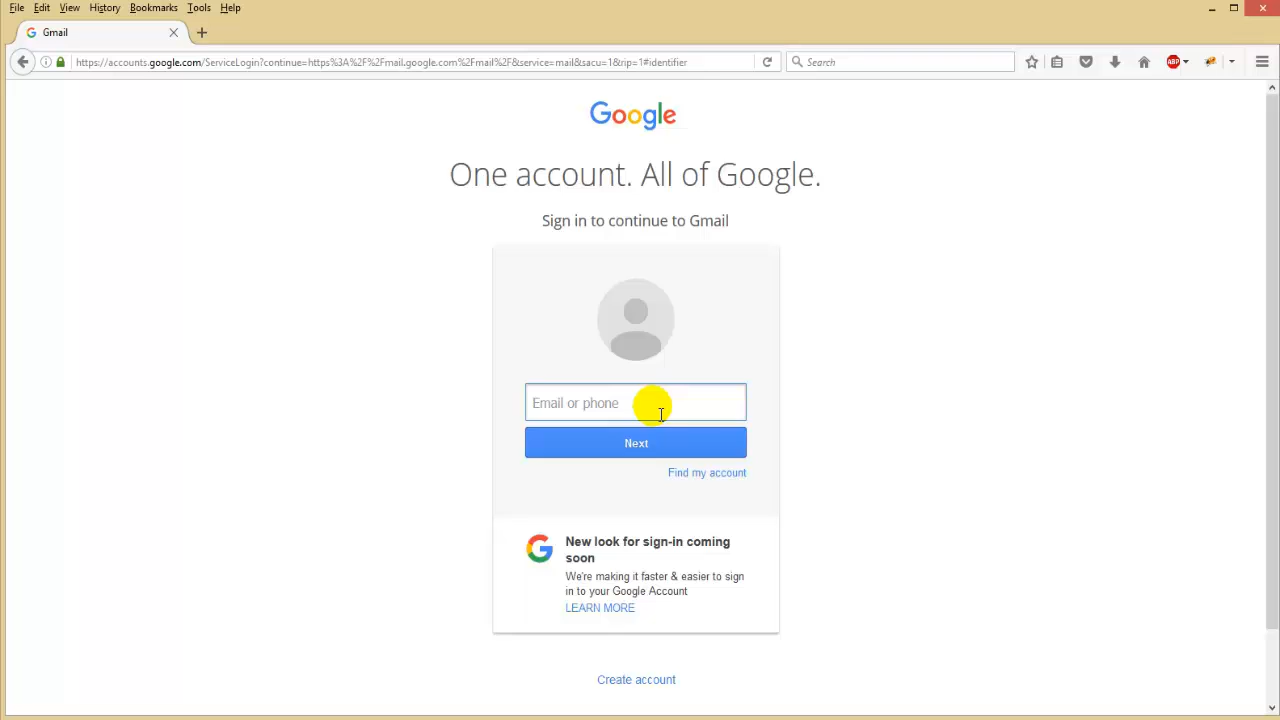 File Edit View History Bookmarks Tools Help
Gmail
https://accounts.google.com/ServiceLogin?continue=https%3A%2F%2Fmail.google.com%2Fmail%2F&service=mail&sacu=1&rip=1#identifier
Search
ABP
Google
One account. All of Google.
Sign in to continue to Gmail
Email or phone
Next
Find my account
New look for sign-in coming
soon
We're making it faster & easier to sign
in to your Google Account
LEARN MORE
Create account